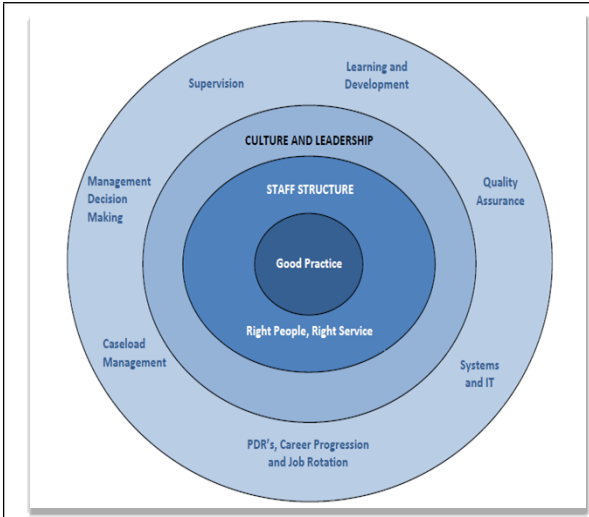 Learning and
Development
Supervision
CULTURE AND LEADERSHIP
Management
Decision
Making
STAFF STRUCTURE
Quality
Assurance
Good Practice
Right People, Right Service
Caseload
Management
Systems
and IT
PDR's, Career Progression
and Job Rotation